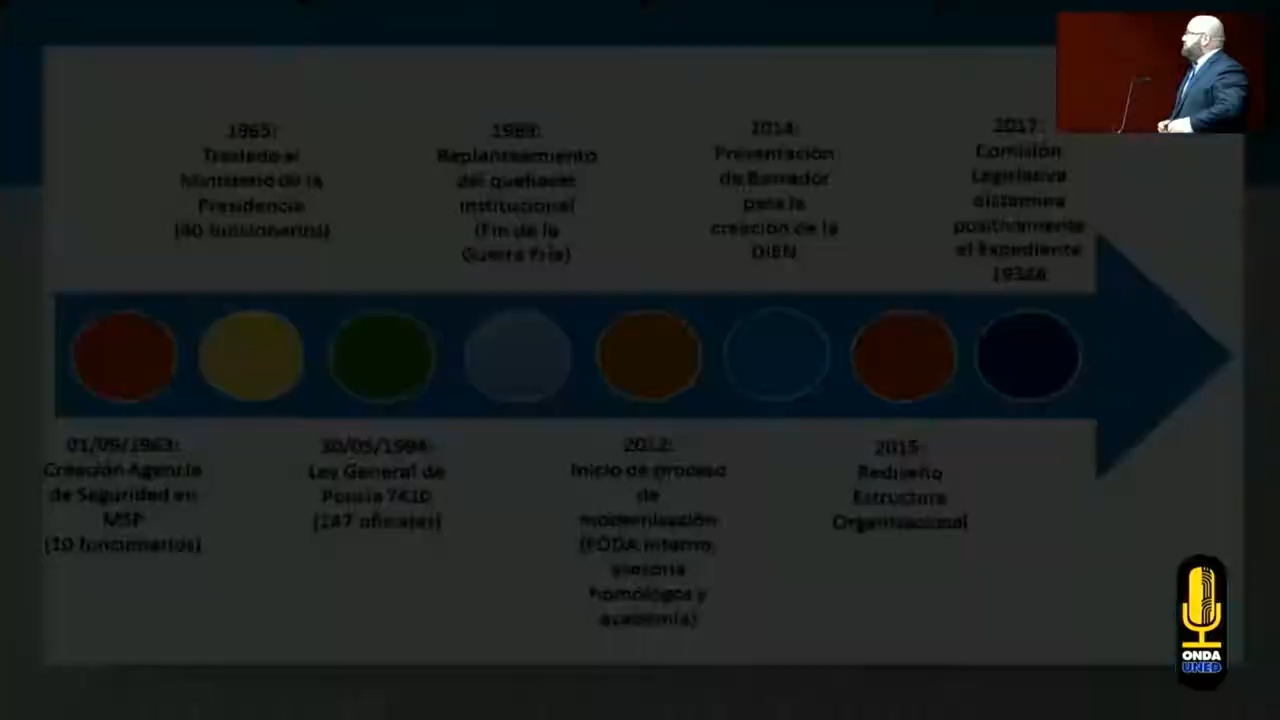 1965:
Traslado al
Ministerio de la
Presidencia
(40 funcionarios)
1989:
Replanteamiento
del quehacer
institucional
(Fin de la
Guerra Fría)
2014:
Presentación
de Borrador
para la
creación de la
DIEN
2017:
Comisión
Legislativa
dictamina
positivamente
el Expediente
01/09/1963:
Creación Agencia
de Seguridad en
MSP
(10 funcionarios)
30/05/1994:
Ley General de
Policía 7410
(147 oficiales)
2012:
Inicio de proceso
de
modernización
(FODA interno,
asesoría
homólogos y
academia)
2015:
Rediseño
Estructura
Organizacional
ONDA
UNED